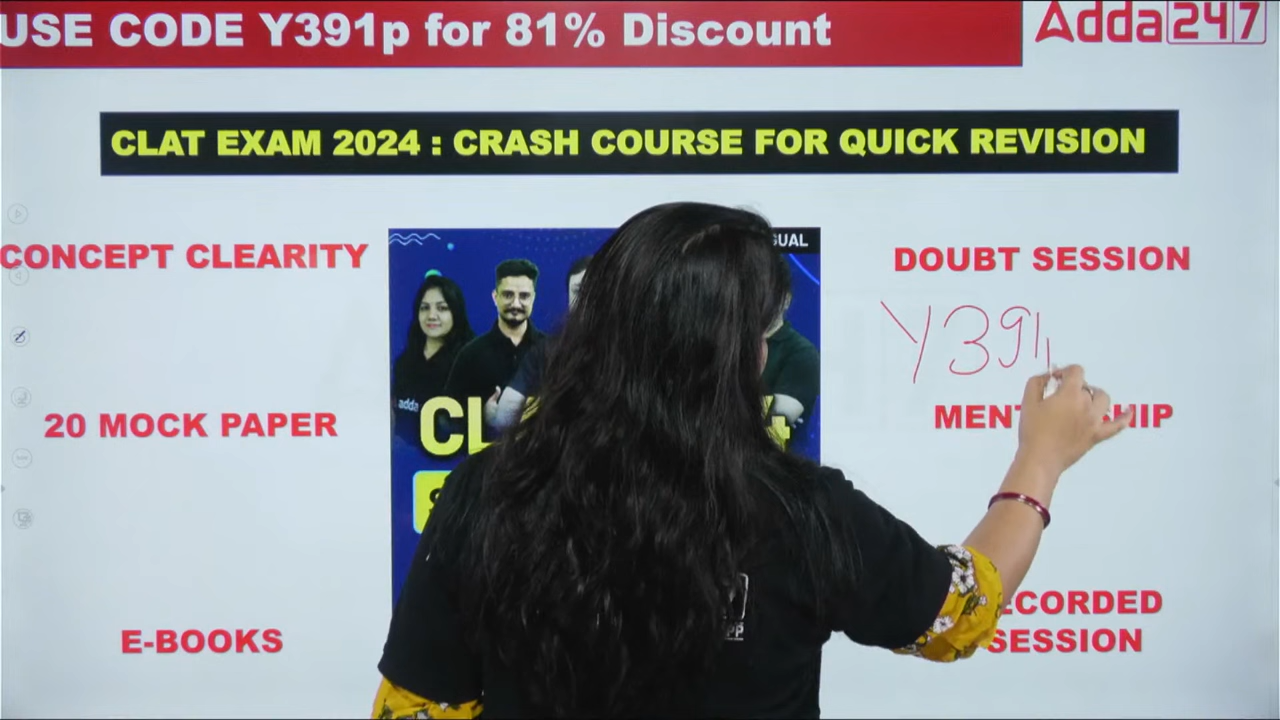 USE CODE Y391p for 81% Discount
Adda247
CLAT EXAM 2024 : CRASH COURSE FOR QUICK REVISION
CONCEPT CLEARITY
DOUBT SESSION
Y391
adda
20 MOCK PAPER
E-BOOKS
SESSION